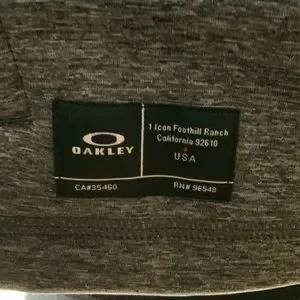 OAKLEY
1 Icon Foothill Ranch
California 92610
USA
CA#35460
RN# 96548